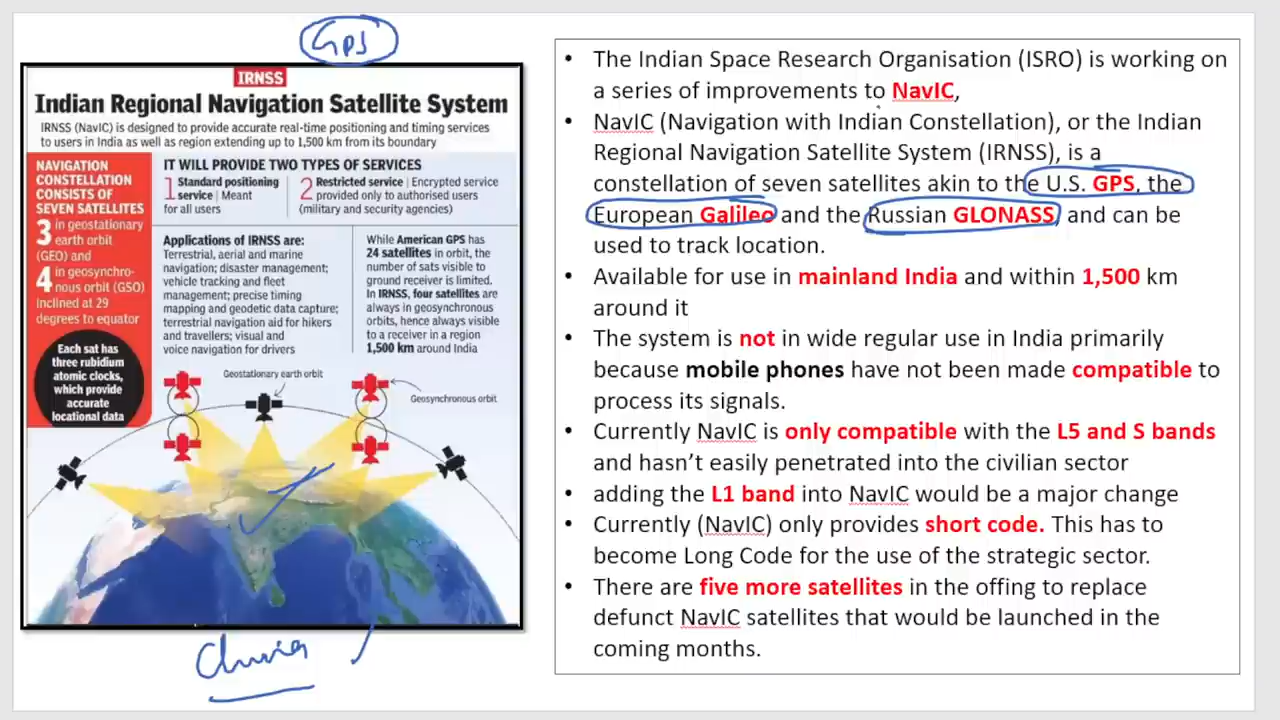 GPS
IRNSS
Indian Regional Navigation Satellite System
IRNSS (NavIC) is designed to provide accurate real-time positioning and timing services
to users in India as well as region extending up to 1,500 km from its boundary
NAVIGATION
CONSTELLATION
CONSISTS OF
SEVEN SATELLITES
3 in geostationary
earth orbit
(GEO) and
4 in geosynchro-
nous orbit (GSO)
inclined at 29
degrees to equator
Each sat has
three rubidium
atomic clocks,
which provide
accurate
locational data
IT WILL PROVIDE TWO TYPES OF SERVICES
1 Standard positioning
service | Meant
for all users
2 Restricted service | Encrypted service
provided only to authorised users
(military and security agencies)
Applications of IRNSS are:
Terrestrial, aerial and marine
navigation; disaster management;
vehicle tracking and fleet
management; precise timing
mapping and geodetic data capture;
terrestrial navigation aid for hikers
and travellers; visual and
voice navigation for drivers
While American GPS has
24 satellites in orbit, the
number of sats visible to
ground receiver is limited.
In IRNSS, four satellites are
always in geosynchronous
orbits, hence always visible
to a receiver in a region
1,500 km around India
Geostationary earth orbit
Geosynchronous orbit
• The Indian Space Research Organisation (ISRO) is working on
a series of improvements to NavIC,
• NavIC (Navigation with Indian Constellation), or the Indian
Regional Navigation Satellite System (IRNSS), is a
constellation of seven satellites akin to the U.S. GPS, the
European Galileo and the Russian GLONASS, and can be
used to track location.
• Available for use in mainland India and within 1,500 km
around it
• The system is not in wide regular use in India primarily
because mobile phones have not been made compatible to
process its signals.
• Currently NavIC is only compatible with the L5 and S bands
and hasn't easily penetrated into the civilian sector
• adding the L1 band into NavIC would be a major change
• Currently (NavIC) only provides short code. This has to
become Long Code for the use of the strategic sector.
• There are five more satellites in the offing to replace
defunct NavIC satellites that would be launched in the
coming months.